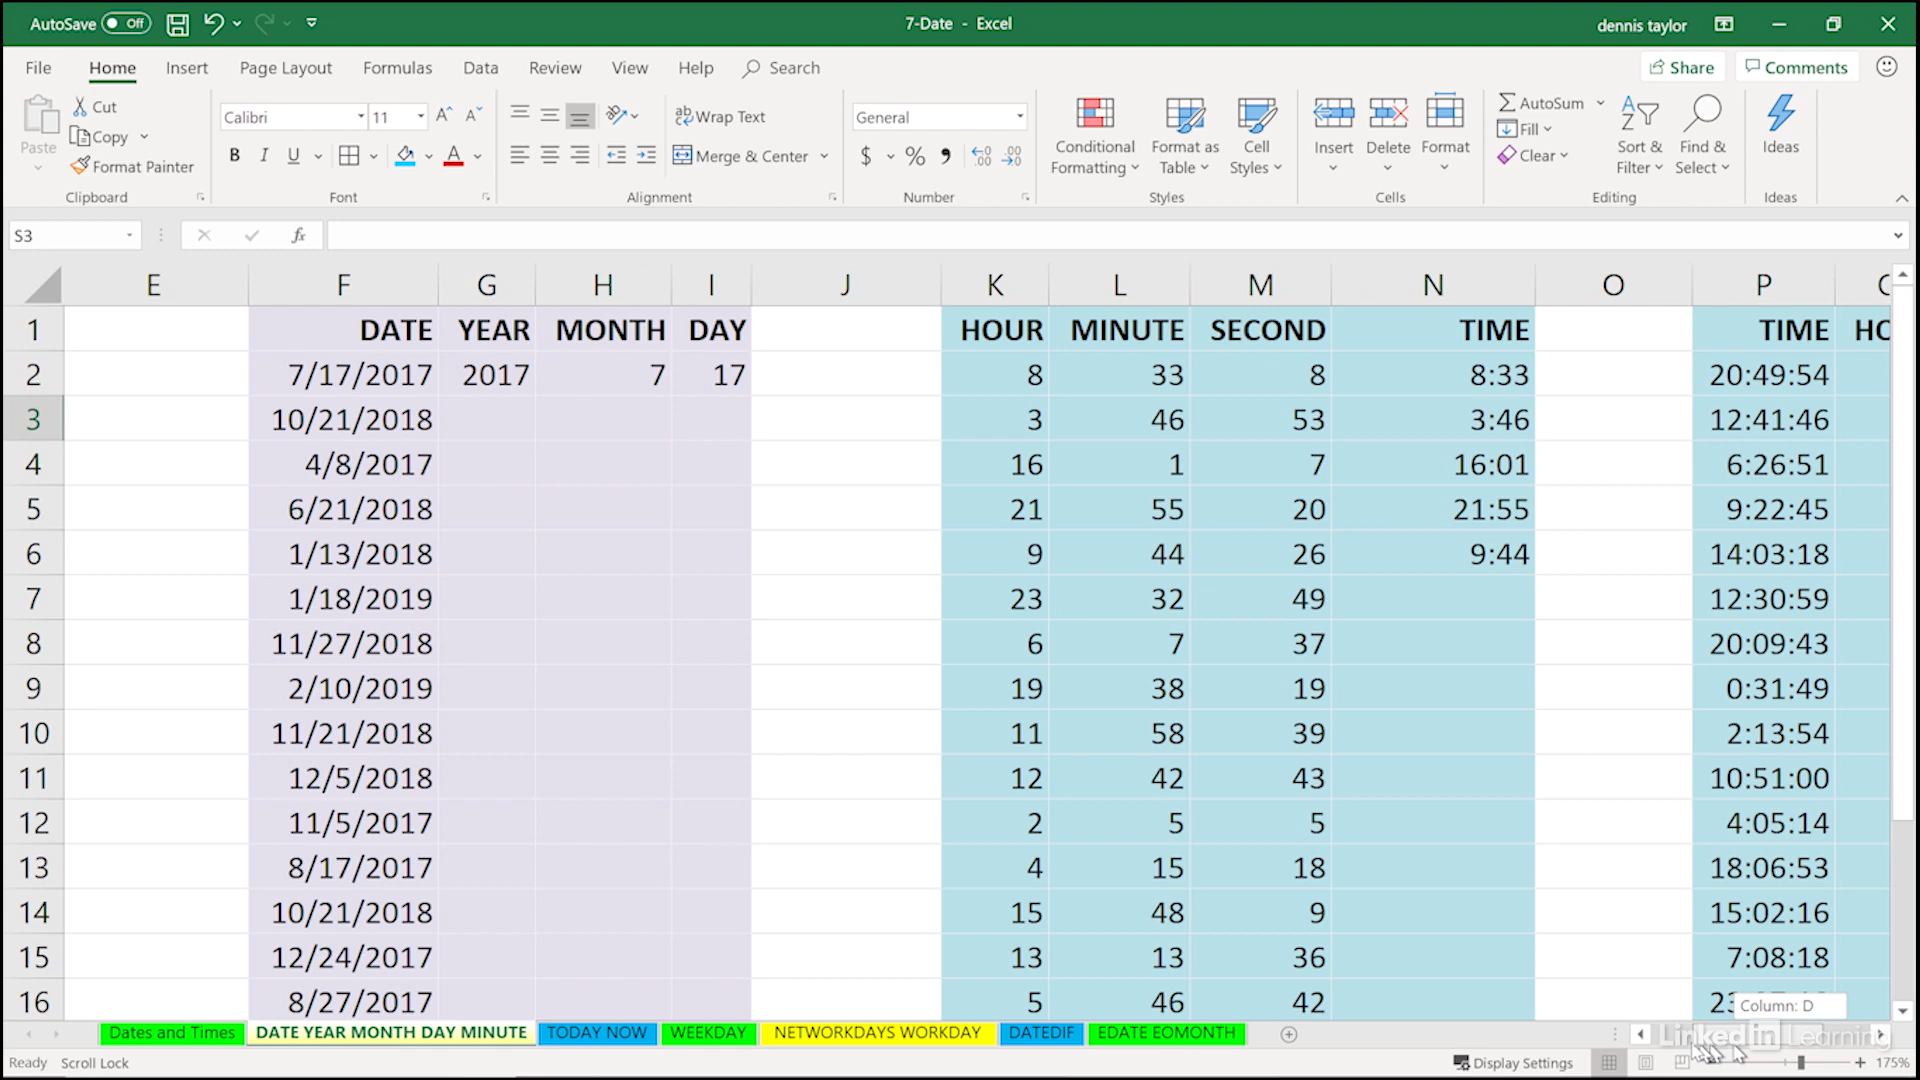 AutoSave Off 7-Date - Excel dennis taylor
File Home Insert Page Layout Formulas Data Review View Help Search Share Comments
Paste Cut Copy Format Painter Clipboard
Calibri 11 B I U A Font
Wrap Text Merge & Center Alignment
General $ % Number
Conditional Formatting Format as Table Cell Styles Styles
Insert Delete Format Cells
AutoSum Fill Clear Sort & Filter Find & Select Editing
Ideas Ideas
S3 fx
E F G H I J K L M N O P
1 DATE YEAR MONTH DAY HOUR MINUTE SECOND TIME TIME
2 7/17/2017 2017 7 17 8 33 8 8:33 20:49:54
3 10/21/2018 3 46 53 3:46 12:41:46
4 4/8/2017 16 1 7 16:01 6:26:51
5 6/21/2018 21 55 20 21:55 9:22:45
6 1/13/2018 9 44 26 9:44 14:03:18
7 1/18/2019 23 32 49 12:30:59
8 11/27/2018 6 7 37 20:09:43
9 2/10/2019 19 38 19 0:31:49
10 11/21/2018 11 58 39 2:13:54
11 12/5/2018 12 42 43 10:51:00
12 11/5/2017 2 5 5 4:05:14
13 8/17/2017 4 15 18 18:06:53
14 10/21/2018 15 48 9 15:02:16
15 12/24/2017 13 13 36 7:08:18
16 8/27/2017 5 46 42
Column: D
Dates and Times DATE YEAR MONTH DAY MINUTE TODAY NOW WEEKDAY NETWORKDAYS WORKDAY DATEDIF EDATE EOMONTH
LinkedIn Learning
Ready Scroll Lock Display Settings 175%